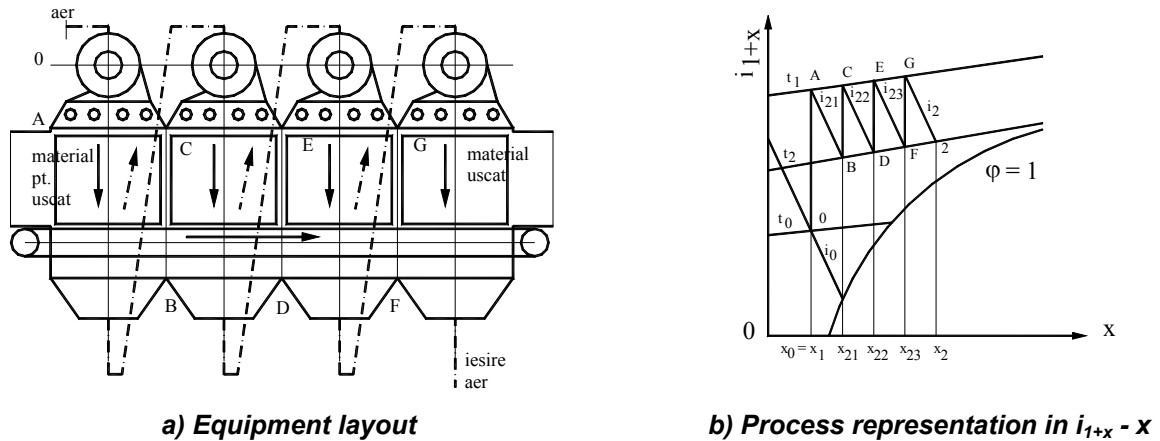 aer
0
A
material
pt.
uscat
C
E
G
material
uscat
B
D
F
iesire
aer
a) Equipment layout
i1+x
t1
A
C
E
G
i21
i22
i23
i2
t2
B
D
F
2
φ = 1
t0
0
i0
0
x0 = x1
x21
x22
x23
x2
x
b) Process representation in i1+x - x